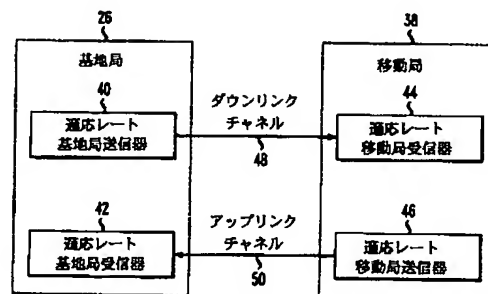 26
38
基地局
移動局
40
ダウンリンク
44
適応レート
基地局送信器
チャネル
適応レート
移動局受信器
48
42
アップリンク
46
適応レート
基地局受信器
チャネル
適応レート
移動局送信器
50